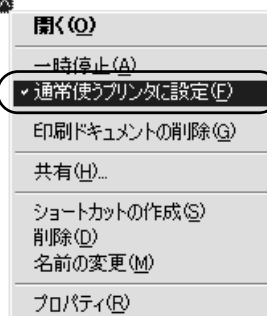 開く(O)
一時停止(A)
通常使うプリンタに設定(F)
印刷ドキュメントの削除(G)
共有(H)...
ショートカットの作成(S)
削除(D)
名前の変更(M)
プロパティ(R)